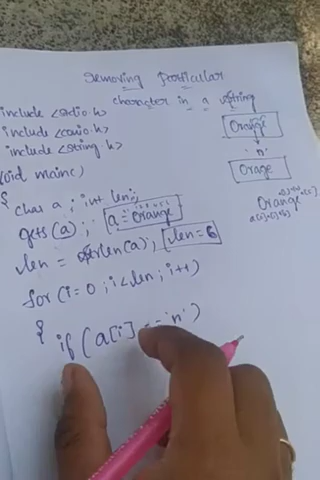 Removing Particular
character in a string
include <stdio.h>
include <conio.h>
include <string.h>
void main()
{ char a ; int len;
gets(a); a = orange
len = strlen(a); len = 6
for (i=0 ; i<len ; i++)
{
if (a[i] == 'n')
Orange
'n'
Orage
Orange